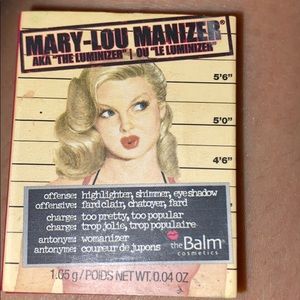 MARY-LOU MANIZER®
AKA "THE LUMINIZER" | OU "LE LUMINIZER"
5'6"
5'0"
4'6"
offense: highlighter, shimmer, eyeshadow
offensive: fard clair, chatoyer, fard
charge: too pretty, too popular
charge: trop jolie, trop populaire
antonym: womanizer
antonyme: coureur de jupons
theBalm
cosmetics
1.05 g / POIDS NET WT. 0.04 OZ